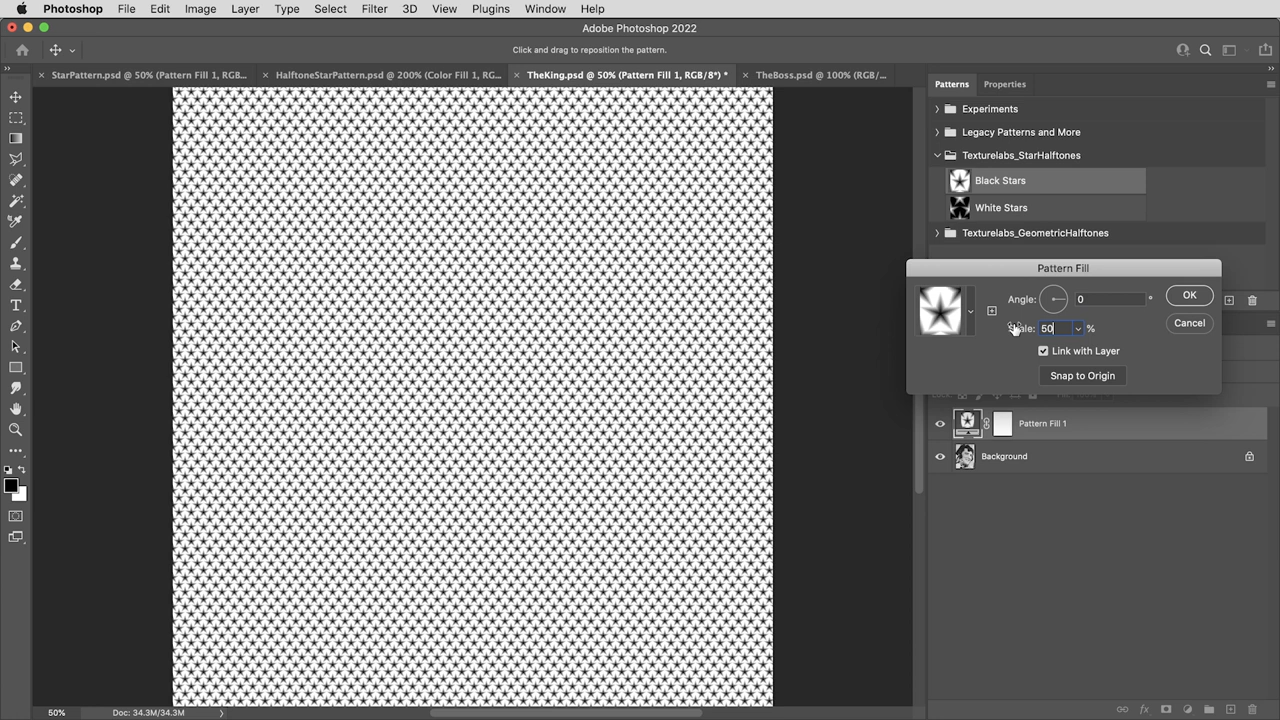 Photoshop File Edit Image Layer Type Select Filter 3D View Plugins Window Help
Adobe Photoshop 2022
Click and drag to reposition the pattern.
StarPattern.psd @ 50% (Pattern Fill 1, RGB... HalftoneStarPattern.psd @ 200% (Color Fill 1, RG... TheKing.psd @ 50% (Pattern Fill 1, RGB/8*) * TheBoss.psd @ 100% (RGB/...
Patterns Properties
Experiments
Legacy Patterns and More
Texturelabs_StarHalftones
Black Stars
White Stars
Texturelabs_GeometricHalftones
Pattern Fill
Angle: 0 °
OK
50 %
Cancel
Link with Layer
Snap to Origin
Pattern Fill 1
Background
50% Doc: 34.3M/34.3M